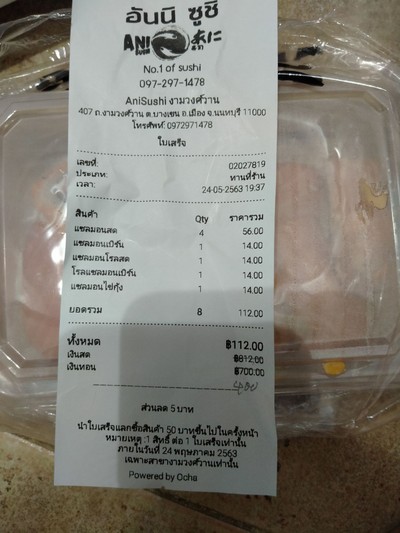 อันนิ ซูชิ
ANI
SUSHI
No.1 of sushi
097-297-1478
AniSushi งามวงศ์วาน
407 ถ.งามวงศ์วาน ต.บางเขน อ.เมือง จ.นนทบุรี 11000
โทรศัพท์: 0972971478
ใบเสร็จ
เลขที่: 02027819
ประเภท: ทานที่ร้าน
เวลา: 24-05-2563 19:37
สินค้า Qty ราคารวม
แซลมอนสด 4 56.00
แซลมอนเบิร์น 1 14.00
แซลมอนโรลสด 1 14.00
โรลแซลมอนเบิร์น 1 14.00
แซลมอนไข่กุ้ง 1 14.00
ยอดรวม 8 112.00
ทั้งหมด ฿112.00
เงินสด ฿812.00
เงินทอน ฿700.00
ส่วนลด 5 บาท
นำใบเสร็จแลกซื้อสินค้า 50 บาทขึ้นไปในครั้งหน้า
หมายเหตุ :1 สิทธิ์ ต่อ 1 ใบเสร็จเท่านั้น
ภายในวันที่ 24 พฤษภาคม 2563
เฉพาะสาขางามวงศ์วานเท่านั้น
Powered by Ocha